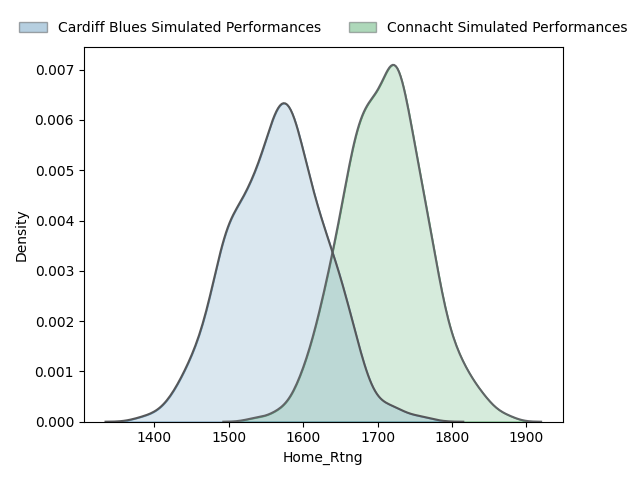 Cardiff Blues Simulated Performances
Connacht Simulated Performances
0.007
0.006
0.005
0.004
0.003
0.002
0.001
0.000
Density
1400 1500 1600 1700 1800 1900
Home_Rtng